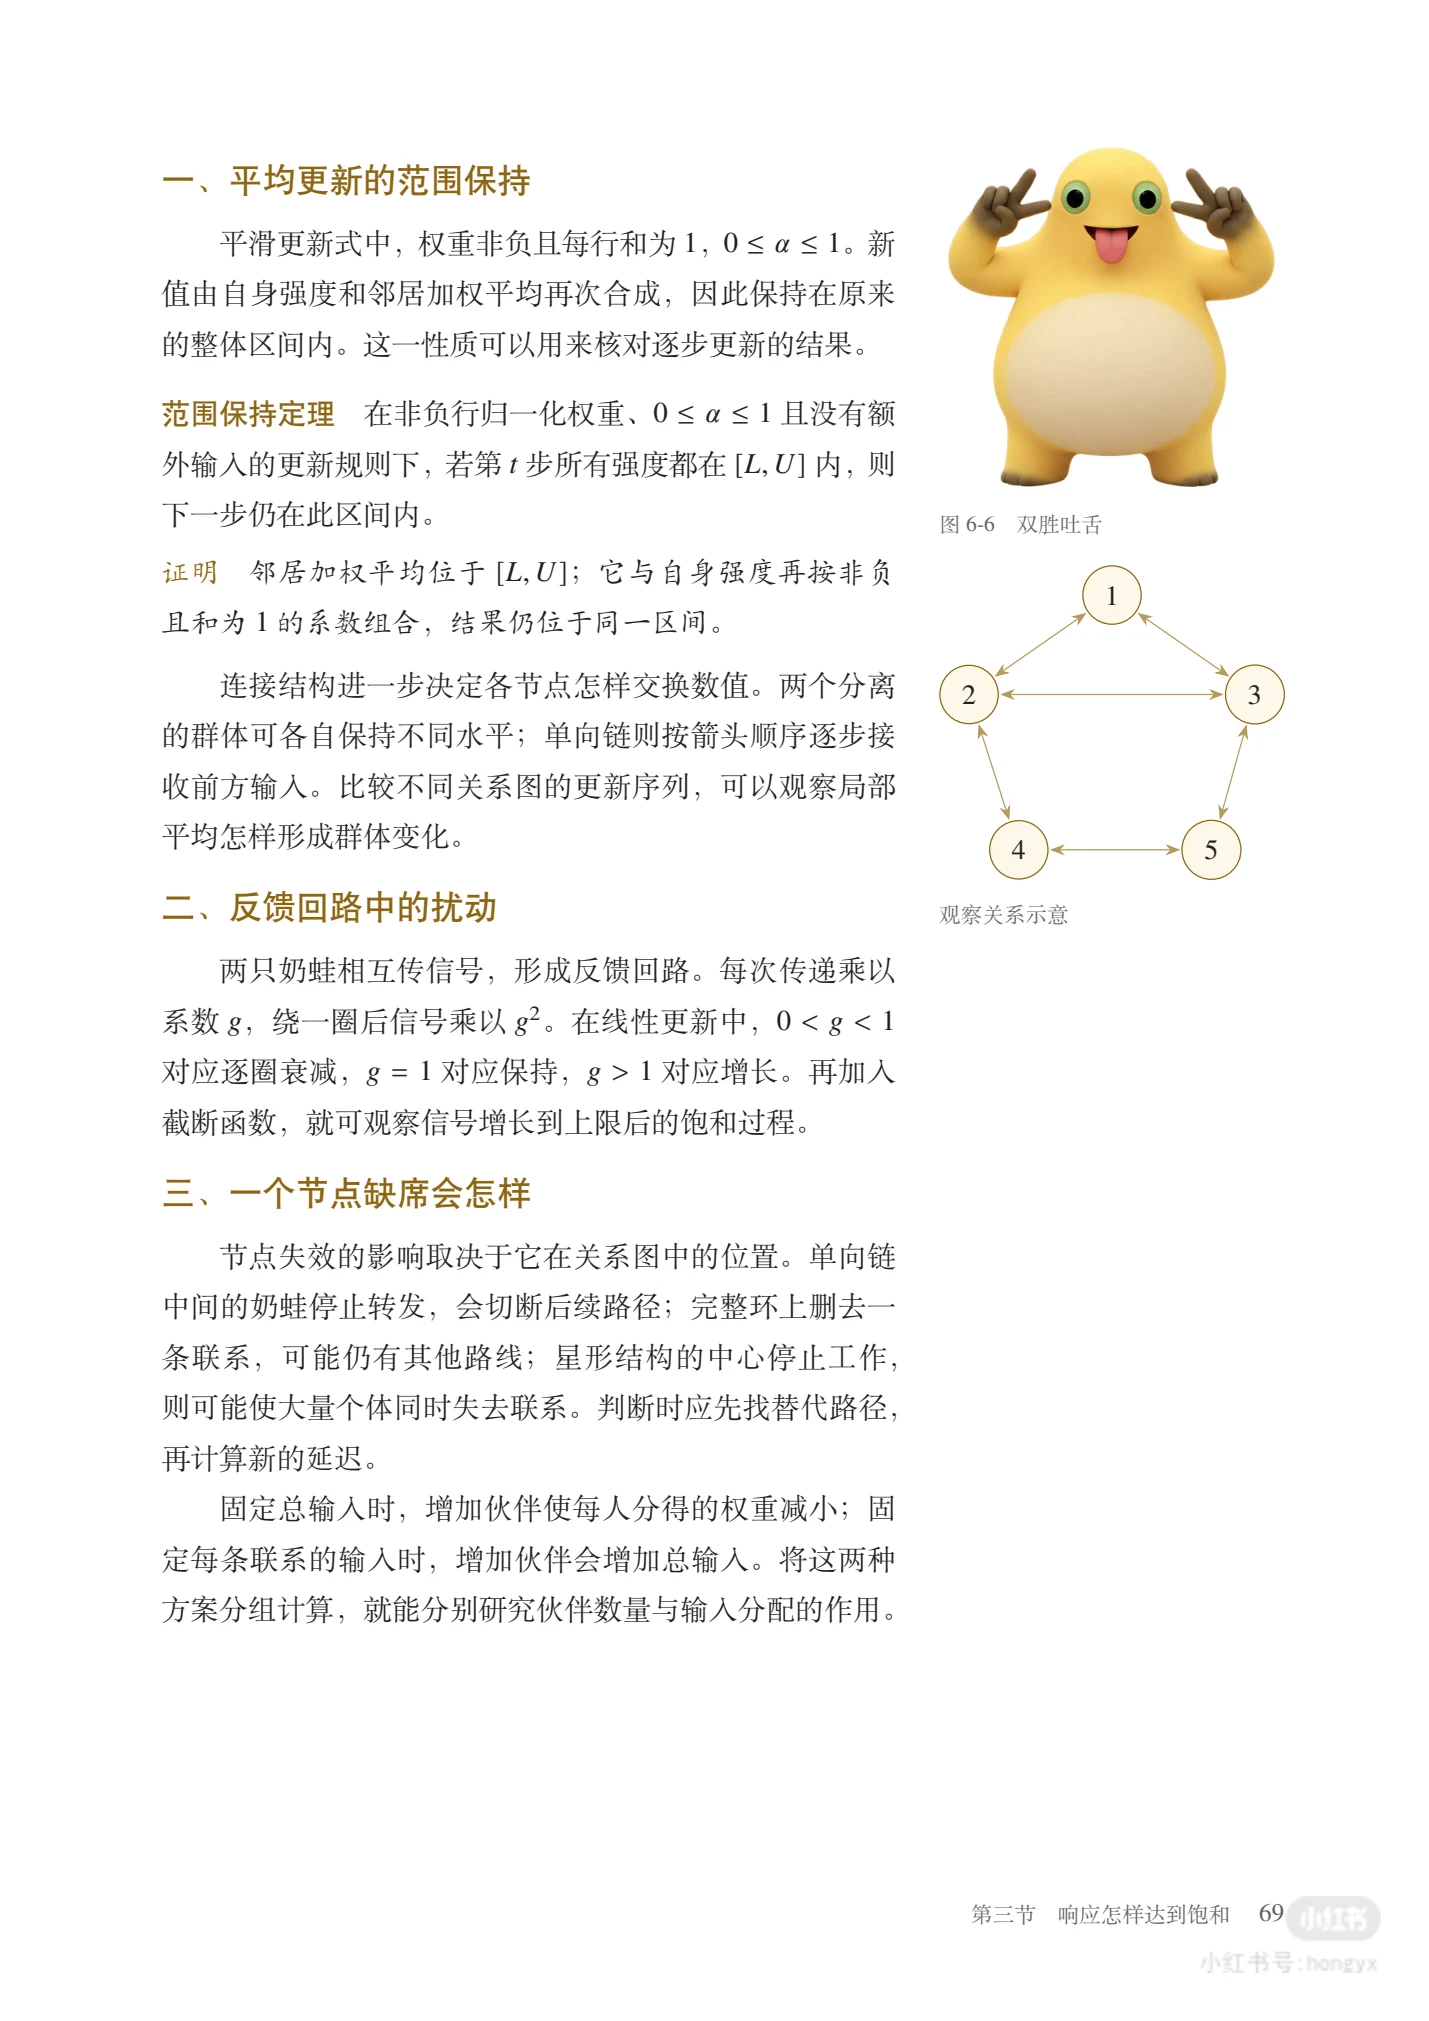 一、平均更新的范围保持
平滑更新式中，权重非负且每行和为 1，0 ≤ α ≤ 1。新
值由自身强度和邻居加权平均再次合成，因此保持在原来
的整体区间内。这一性质可以用来核对逐步更新的结果。
范围保持定理　在非负行归一化权重、0 ≤ α ≤ 1 且没有额
外输入的更新规则下，若第 t 步所有强度都在 [L, U] 内，则
下一步仍在此区间内。
证明　邻居加权平均位于 [L, U]；它与自身强度再按非负
且和为 1 的系数组合，结果仍位于同一区间。
连接结构进一步决定各节点怎样交换数值。两个分离
的群体可各自保持不同水平；单向链则按箭头顺序逐步接
收前方输入。比较不同关系图的更新序列，可以观察局部
平均怎样形成群体变化。
二、反馈回路中的扰动
两只奶蛙相互传信号，形成反馈回路。每次传递乘以
系数 g，绕一圈后信号乘以 g²。在线性更新中，0 < g < 1
对应逐圈衰减，g = 1 对应保持，g > 1 对应增长。再加入
截断函数，就可观察信号增长到上限后的饱和过程。
三、一个节点缺席会怎样
节点失效的影响取决于它在关系图中的位置。单向链
中间的奶蛙停止转发，会切断后续路径；完整环上删去一
条联系，可能仍有其他路线；星形结构的中心停止工作，
则可能使大量个体同时失去联系。判断时应先找替代路径，
再计算新的延迟。
固定总输入时，增加伙伴使每人分得的权重减小；固
定每条联系的输入时，增加伙伴会增加总输入。将这两种
方案分组计算，就能分别研究伙伴数量与输入分配的作用。
图 6-6　双胜吐舌
1
2
3
4
5
观察关系示意
第三节　响应怎样达到饱和　69
小红书
小红书号:hongyx